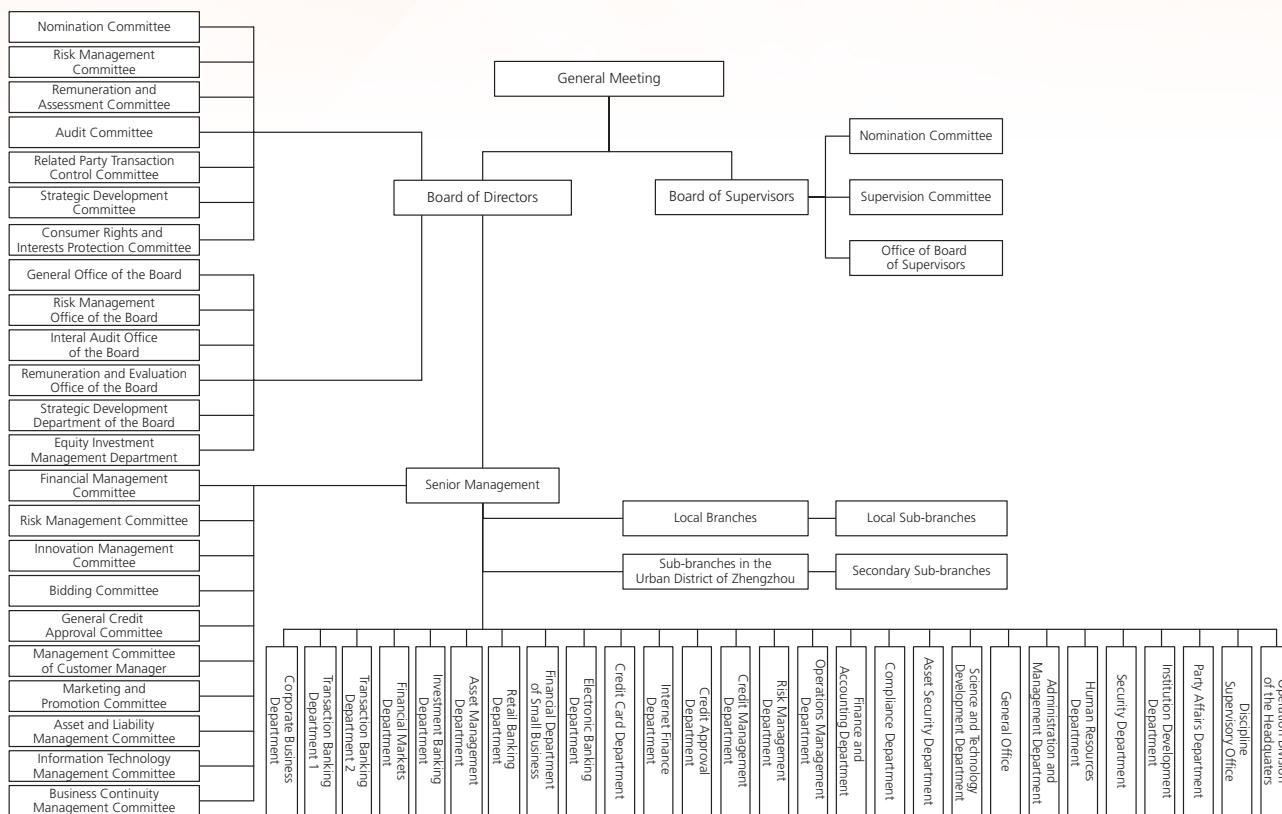 Nomination Committee
Risk Management
Committee
Remuneration and
Assessment Committee
Audit Committee
Related Party Transaction
Control Committee
Strategic Development
Committee
Consumer Rights and
Interests Protection Committee
General Office of the Board
Risk Management
Office of the Board
Interal Audit Office
of the Board
Remuneration and Evaluation
Office of the Board
Strategic Development
Department of the Board
Equity Investment
Management Department
Financial Management
Committee
Risk Management Committee
Innovation Management
Committee
Bidding Committee
General Credit
Approval Committee
Management Committee
of Customer Manager
Marketing and
Promotion Committee
Asset and Liability
Management Committee
Information Technology
Management Committee
Business Continuity
Management Committee
General Meeting
Board of Directors
Board of Supervisors
Nomination Committee
Supervision Committee
Office of Board
of Supervisors
Senior Management
Local Branches
Local Sub-branches
Sub-branches in the
Urban District of Zhengzhou
Secondary Sub-branches
Corporate Business
Department
Transaction Banking
Department 1
Transaction Banking
Department 2
Financial Markets
Department
Investment Banking
Department
Asset Management
Department
Retail Banking
Department
Financial Department
of Small Business
Electronic Banking
Department
Credit Card Department
Internet Finance
Department
Credit Approval
Department
Credit Management
Department
Risk Management
Department
Operations Management
Department
Finance and
Accounting Department
Compliance Department
Asset Security Department
Science and Technology
Development Department
General Office
Administration and
Management Department
Human Resources
Department
Security Department
Institution Development
Department
Party Affairs Department
Discipline
Supervisory Office
Operation Division
of the Headquaters